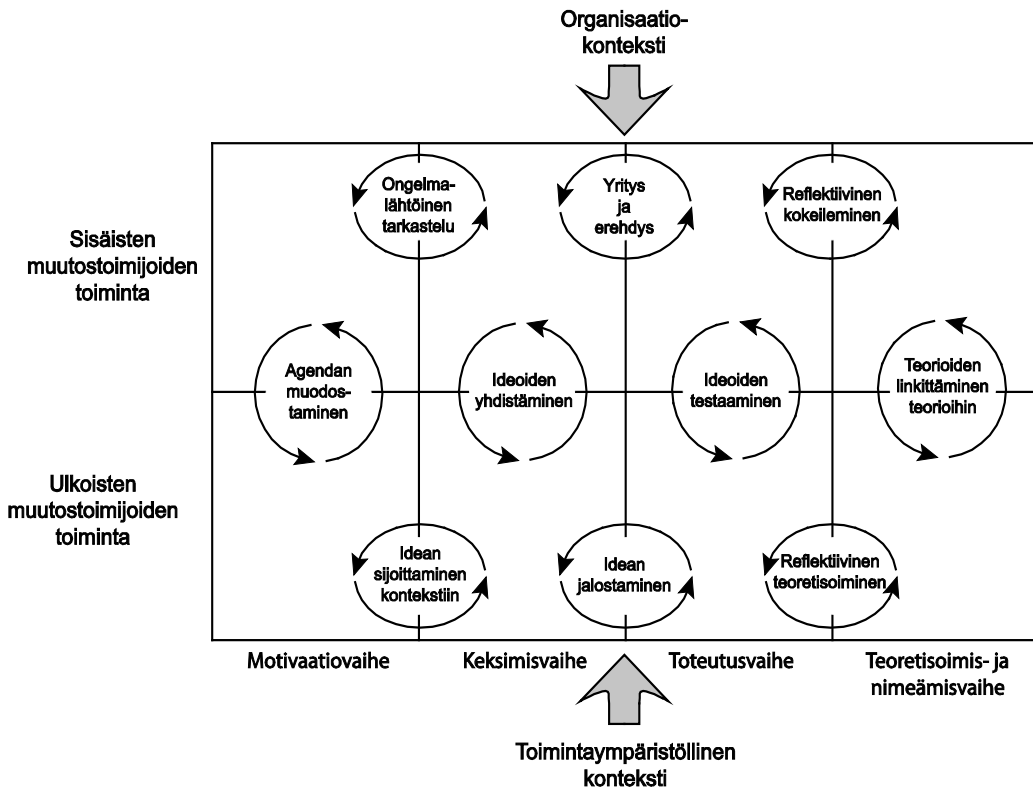 Organisaatio-
konteksti
Ongelma-
lähtöinen
tarkastelu
Yritys
ja
erehdys
Reflektiivinen
kokeileminen
Sisäisten
muutostoimijoiden
toiminta
Agendan
muodos-
taminen
Ideoiden
yhdistäminen
Ideoiden
testaaminen
Teorioiden
linkittäminen
teorioihin
Ulkoisten
muutostoimijoiden
toiminta
Idean
sijoittaminen
kontekstiin
Idean
jalostaminen
Reflektiivinen
teoretisoiminen
Motivaatiovaihe
Keksimisvaihe
Toteutusvaihe
Teoretisoimis- ja
nimeämisvaihe
Toimintaympäristöllinen
konteksti